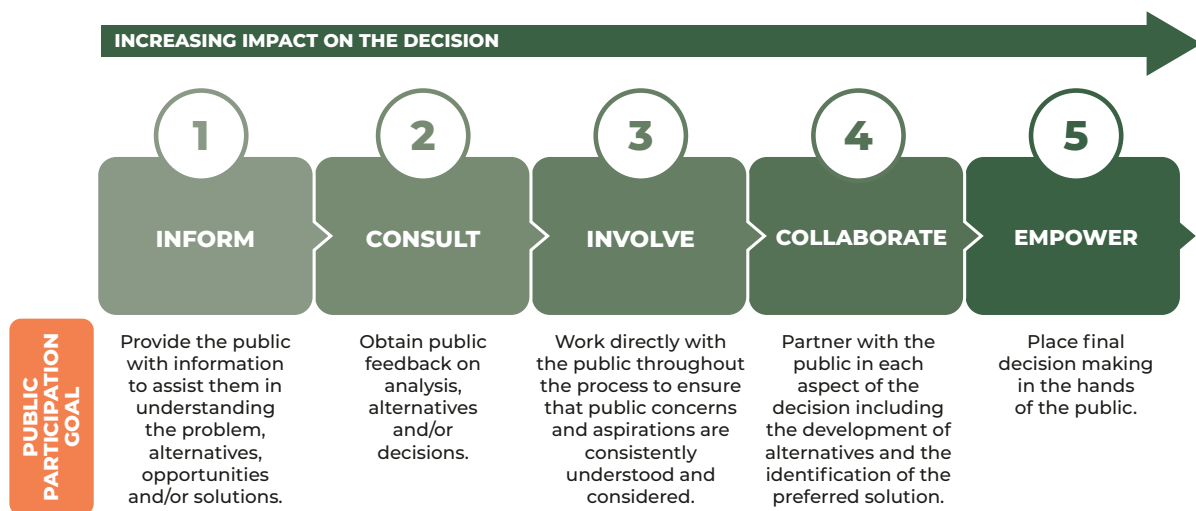 INCREASING IMPACT ON THE DECISION
1
2
3
4
5
INFORM
CONSULT
INVOLVE
COLLABORATE
EMPOWER
PUBLIC
PARTICIPATION
GOAL
Provide the public
with information
to assist them in
understanding
the problem,
alternatives,
opportunities
and/or solutions.
Obtain public
feedback on
analysis,
alternatives
and/or
decisions.
Work directly with
the public throughout
the process to ensure
that public concerns
and aspirations are
consistently
understood and
considered.
Partner with the
public in each
aspect of the
decision including
the development of
alternatives and the
identification of the
preferred solution.
Place final
decision making
in the hands
of the public.